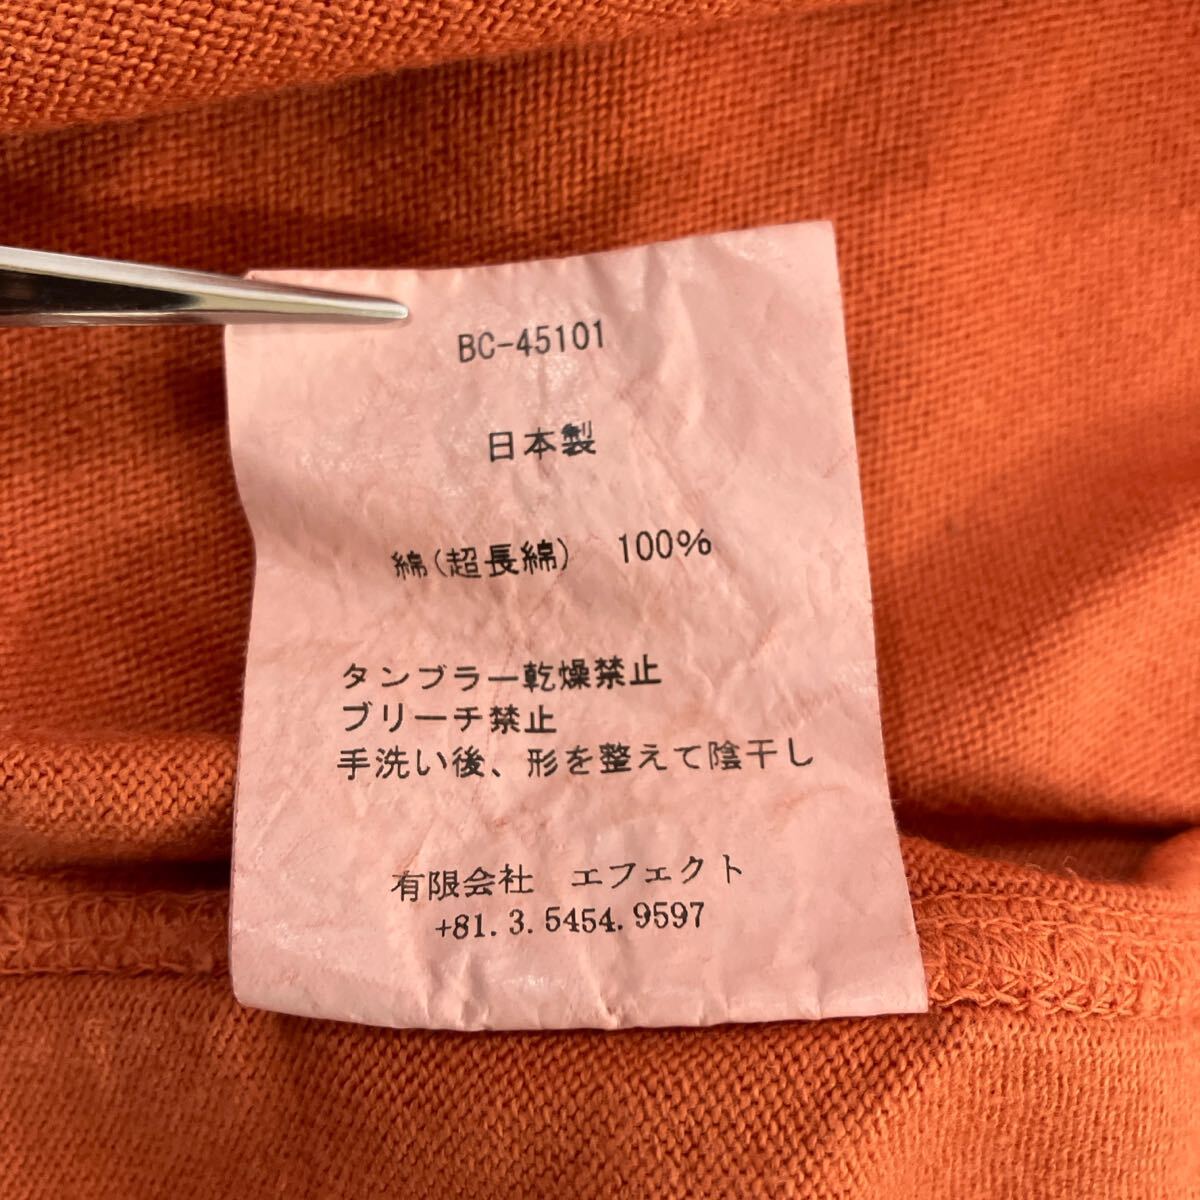 BC-45101
日本製
綿(超長綿) 100%
タンブラー乾燥禁止
ブリーチ禁止
手洗い後、形を整えて陰干し
有限会社 エフェクト
+81.3.5454.9597